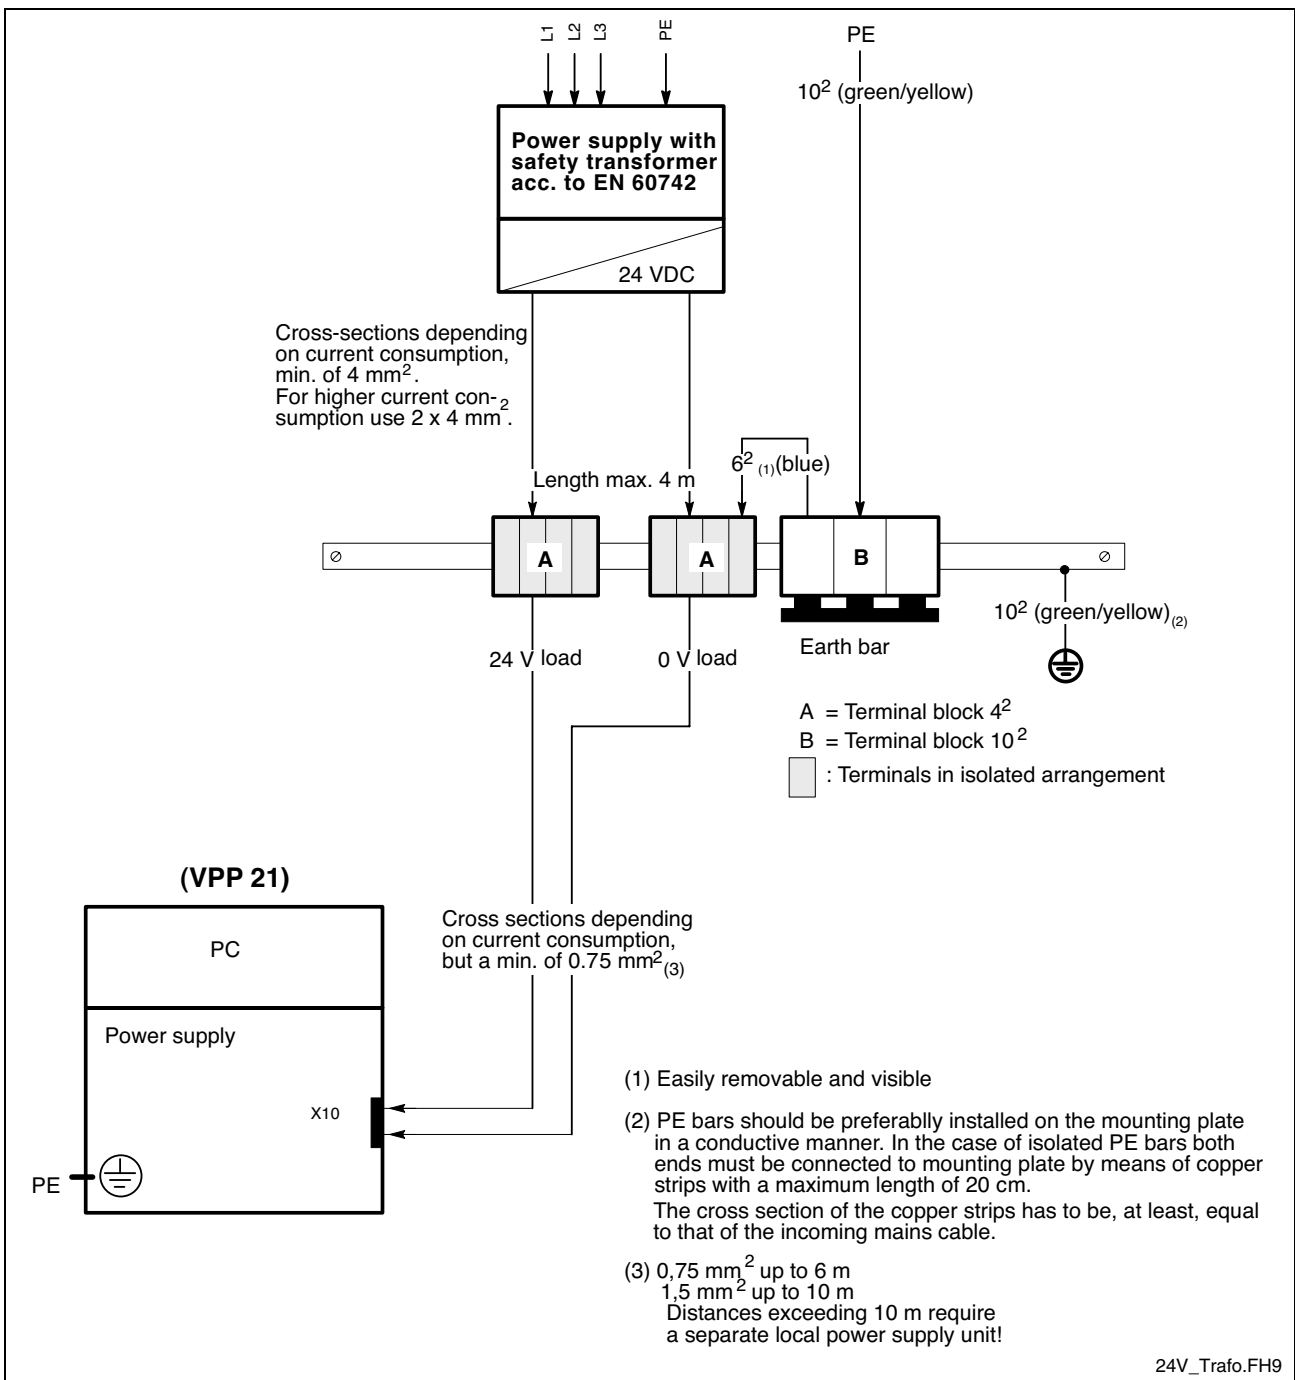 L1 L2 L3 PE PE
10² (green/yellow)
Power supply with
safety transformer
acc. to EN 60742
24 VDC
Cross-sections depending
on current consumption,
min. of 4 mm².
For higher current con-
sumption use 2 x 4 mm².
6² (1)(blue)
Length max. 4 m
A A B
10² (green/yellow)(2)
Earth bar
24 V load 0 V load
A = Terminal block 4²
B = Terminal block 10²
: Terminals in isolated arrangement
(VPP 21)
PC
Cross sections depending
on current consumption,
but a min. of 0.75 mm²(3)
Power supply
X10
PE
(1) Easily removable and visible
(2) PE bars should be preferablly installed on the mounting plate
in a conductive manner. In the case of isolated PE bars both
ends must be connected to mounting plate by means of copper
strips with a maximum length of 20 cm.
The cross section of the copper strips has to be, at least, equal
to that of the incoming mains cable.
(3) 0,75 mm² up to 6 m
1,5 mm² up to 10 m
Distances exceeding 10 m require
a separate local power supply unit!
24V_Trafo.FH9